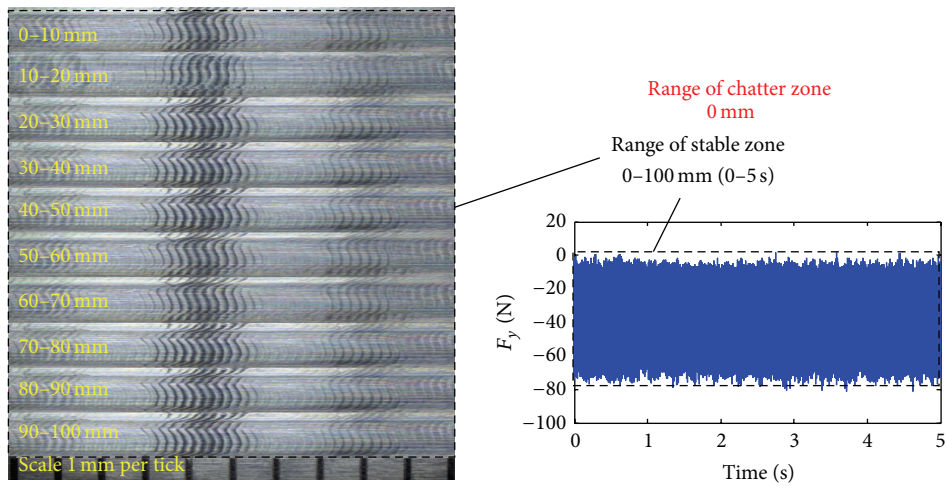 0–10 mm
10–20 mm
20–30 mm
30–40 mm
40–50 mm
50–60 mm
60–70 mm
70–80 mm
80–90 mm
90–100 mm
Scale 1 mm per tick
Range of chatter zone
0 mm
Range of stable zone
0–100 mm (0–5 s)
20
0
−20
−40
−60
−80
−100
F_y (N)
0 1 2 3 4 5
Time (s)